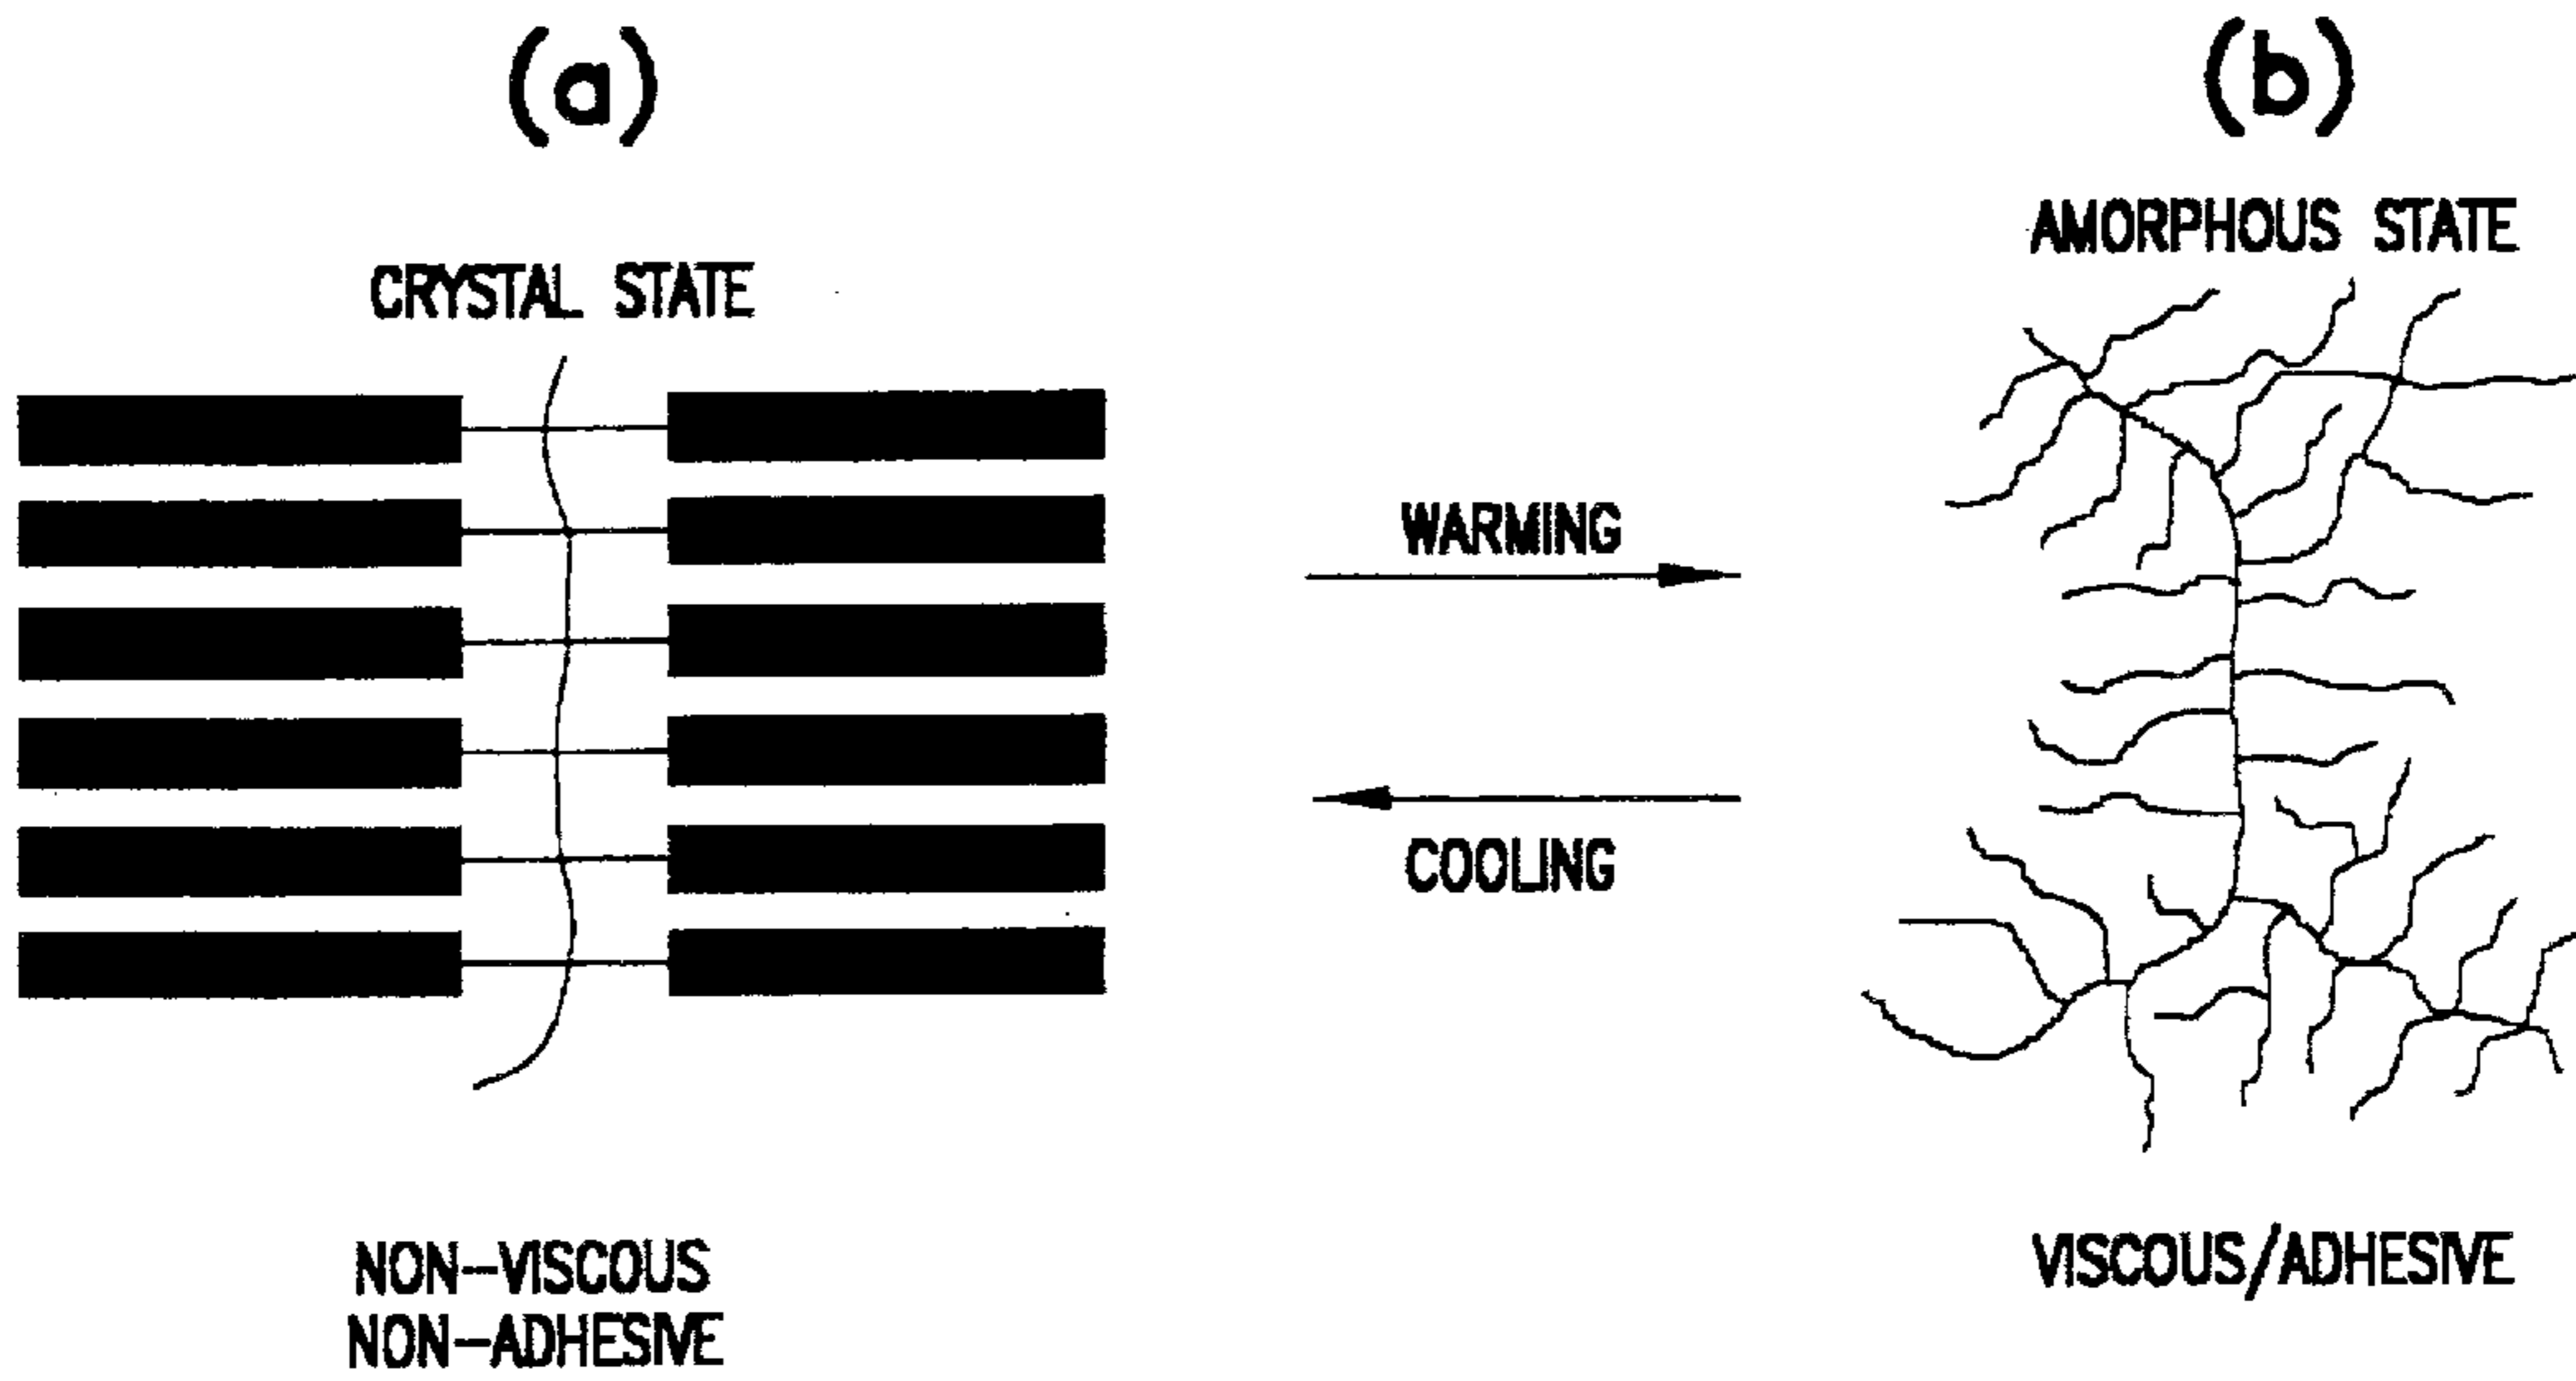 (a)
CRYSTAL STATE
NON-VISCOUS
NON-ADHESIVE
WARMING
COOLING
(b)
AMORPHOUS STATE
VISCOUS/ADHESIVE